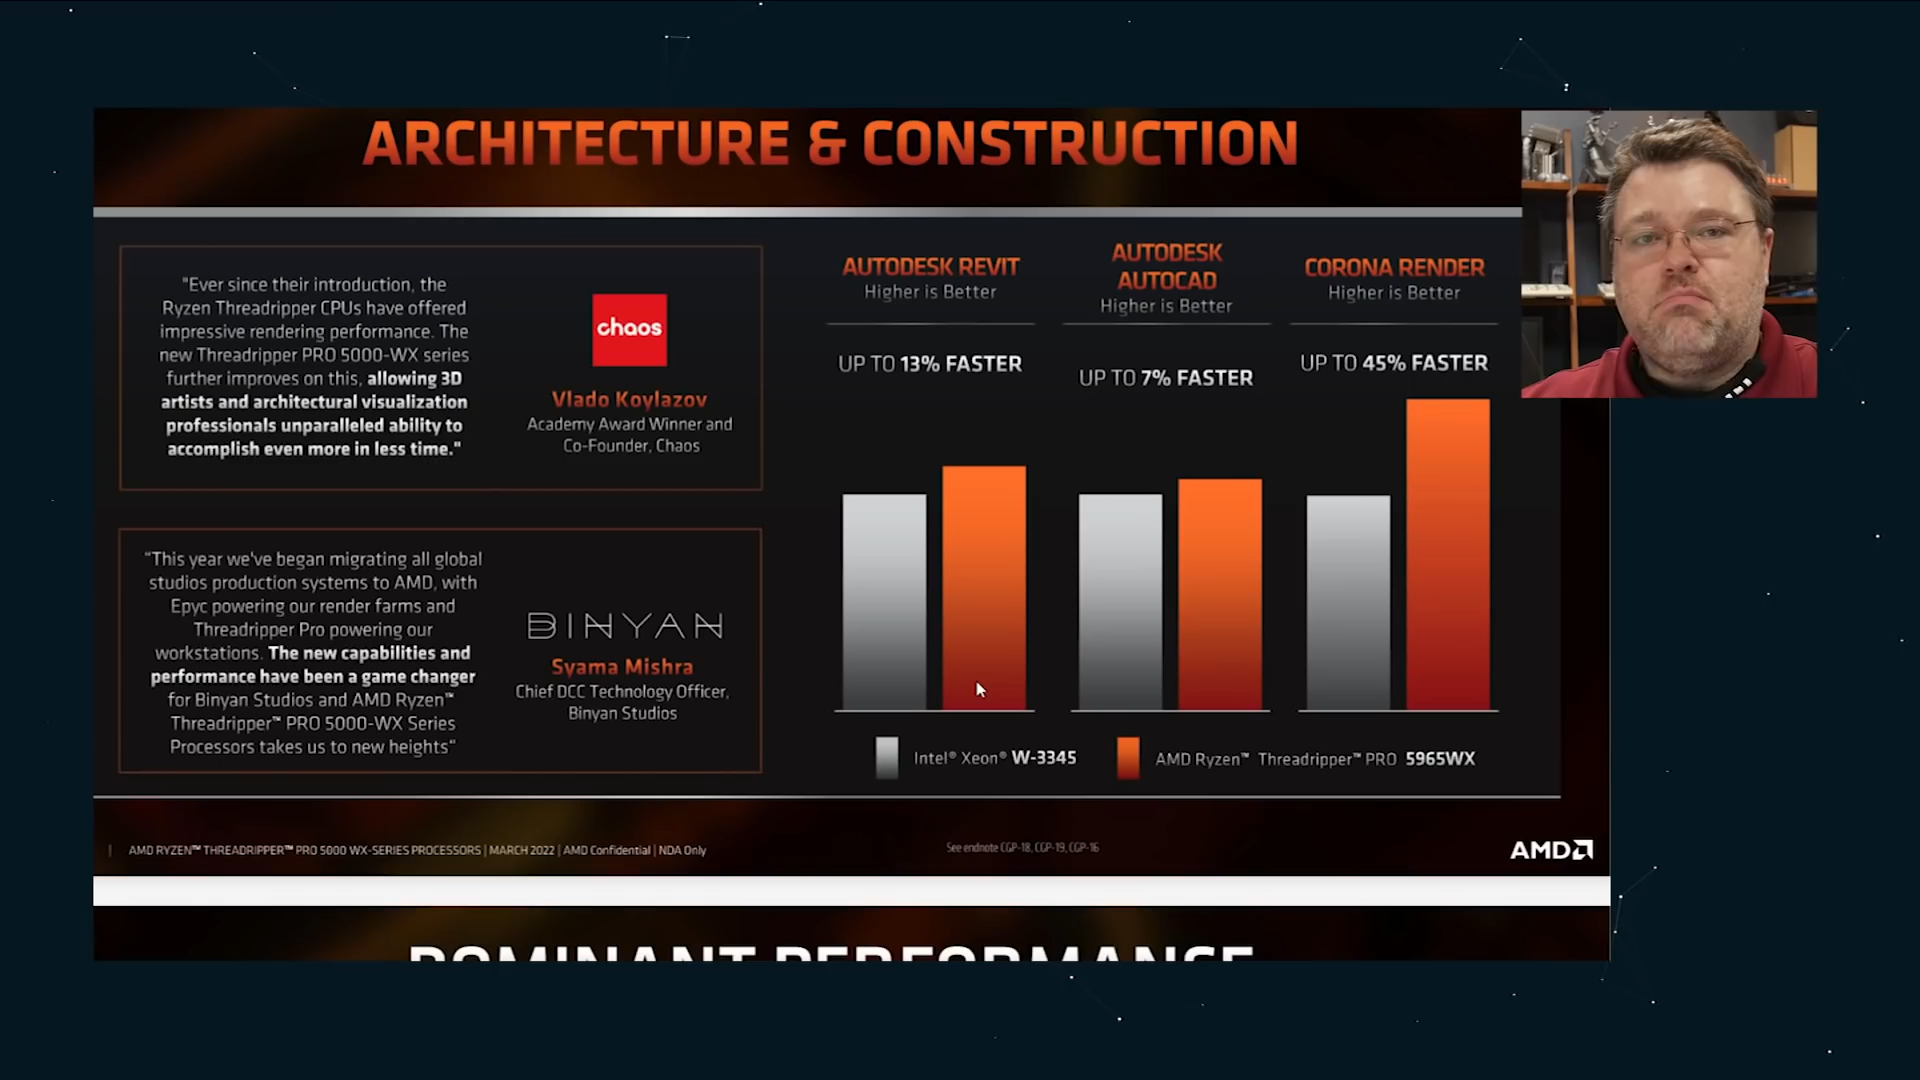 ARCHITECTURE & CONSTRUCTION
"Ever since their introduction, the
Ryzen Threadripper CPUs have offered
impressive rendering performance. The
new Threadripper PRO 5000-WX series
further improves on this, allowing 3D
artists and architectural visualization
professionals unparalleled ability to
accomplish even more in less time."
chaos
Vlado Koylazov
Academy Award Winner and
Co-Founder, Chaos
"This year we've began migrating all global
studios production systems to AMD, with
Epyc powering our render farms and
Threadripper Pro powering our
workstations. The new capabilities and
performance have been a game changer
for Binyan Studios and AMD Ryzen™
Threadripper™ PRO 5000-WX Series
Processors takes us to new heights"
BINYAN
Syama Mishra
Chief DCC Technology Officer,
Binyan Studios
AUTODESK REVIT
Higher is Better
UP TO 13% FASTER
AUTODESK
AUTOCAD
Higher is Better
UP TO 7% FASTER
CORONA RENDER
Higher is Better
UP TO 45% FASTER
Intel® Xeon® W-3345
AMD Ryzen™ Threadripper™ PRO 5965WX
AMD RYZEN™ THREADRIPPER™ PRO 5000 WX-SERIES PROCESSORS | MARCH 2022 | AMD Confidential | NDA Only
See endnote CGP-18, CGP-19, CGP-16
AMD
DOMINANT PERFORMANCE